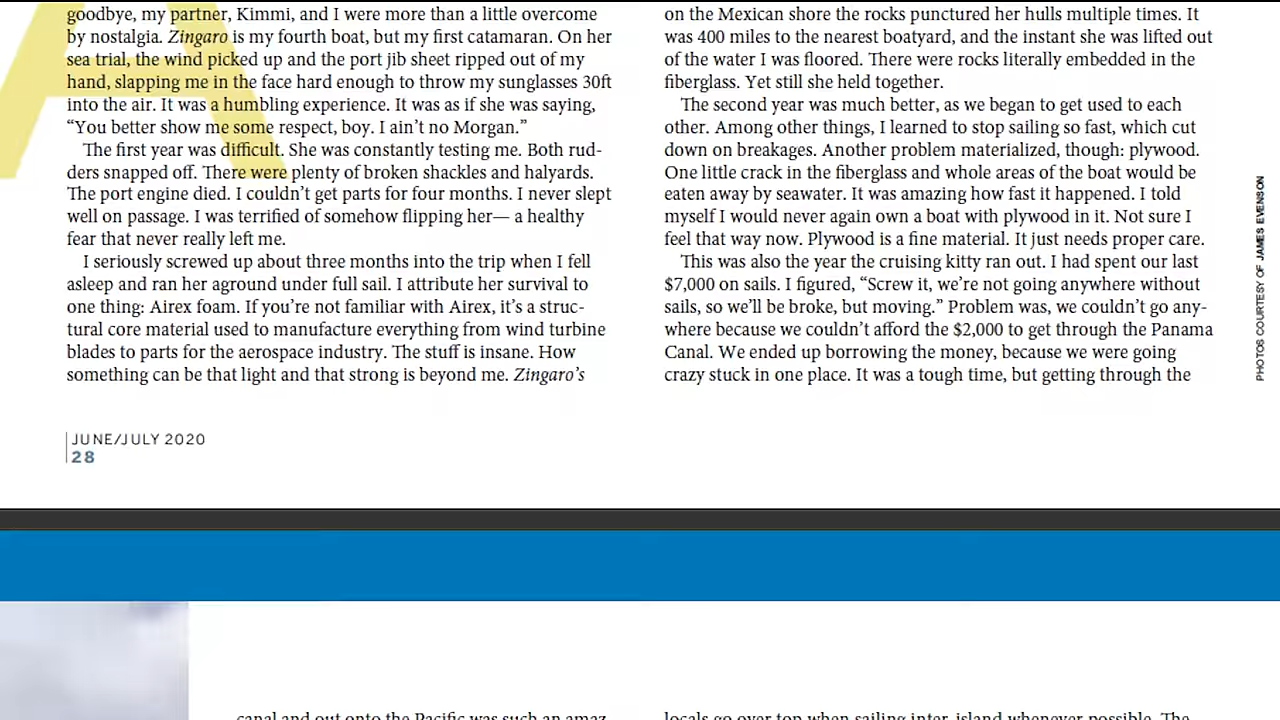 goodbye, my partner, Kimmi, and I were more than a little overcome
by nostalgia. Zingaro is my fourth boat, but my first catamaran. On her
sea trial, the wind picked up and the port jib sheet ripped out of my
hand, slapping me in the face hard enough to throw my sunglasses 30ft
into the air. It was a humbling experience. It was as if she was saying,
“You better show me some respect, boy. I ain’t no Morgan.”
The first year was difficult. She was constantly testing me. Both rud-
ders snapped off. There were plenty of broken shackles and halyards.
The port engine died. I couldn’t get parts for four months. I never slept
well on passage. I was terrified of somehow flipping her— a healthy
fear that never really left me.
I seriously screwed up about three months into the trip when I fell
asleep and ran her aground under full sail. I attribute her survival to
one thing: Airex foam. If you’re not familiar with Airex, it’s a struc-
tural core material used to manufacture everything from wind turbine
blades to parts for the aerospace industry. The stuff is insane. How
something can be that light and that strong is beyond me. Zingaro’s
on the Mexican shore the rocks punctured her hulls multiple times. It
was 400 miles to the nearest boatyard, and the instant she was lifted out
of the water I was floored. There were rocks literally embedded in the
fiberglass. Yet still she held together.
The second year was much better, as we began to get used to each
other. Among other things, I learned to stop sailing so fast, which cut
down on breakages. Another problem materialized, though: plywood.
One little crack in the fiberglass and whole areas of the boat would be
eaten away by seawater. It was amazing how fast it happened. I told
myself I would never again own a boat with plywood in it. Not sure I
feel that way now. Plywood is a fine material. It just needs proper care.
This was also the year the cruising kitty ran out. I had spent our last
$7,000 on sails. I figured, “Screw it, we’re not going anywhere without
sails, so we’ll be broke, but moving.” Problem was, we couldn’t go any-
where because we couldn’t afford the $2,000 to get through the Panama
Canal. We ended up borrowing the money, because we were going
crazy stuck in one place. It was a tough time, but getting through the
PHOTOS COURTESY OF JAMES EVENSON
JUNE/JULY 2020
28
canal and out onto the Pacific was such an amaz-
locals go over top when sailing inter-island whenever possible. The